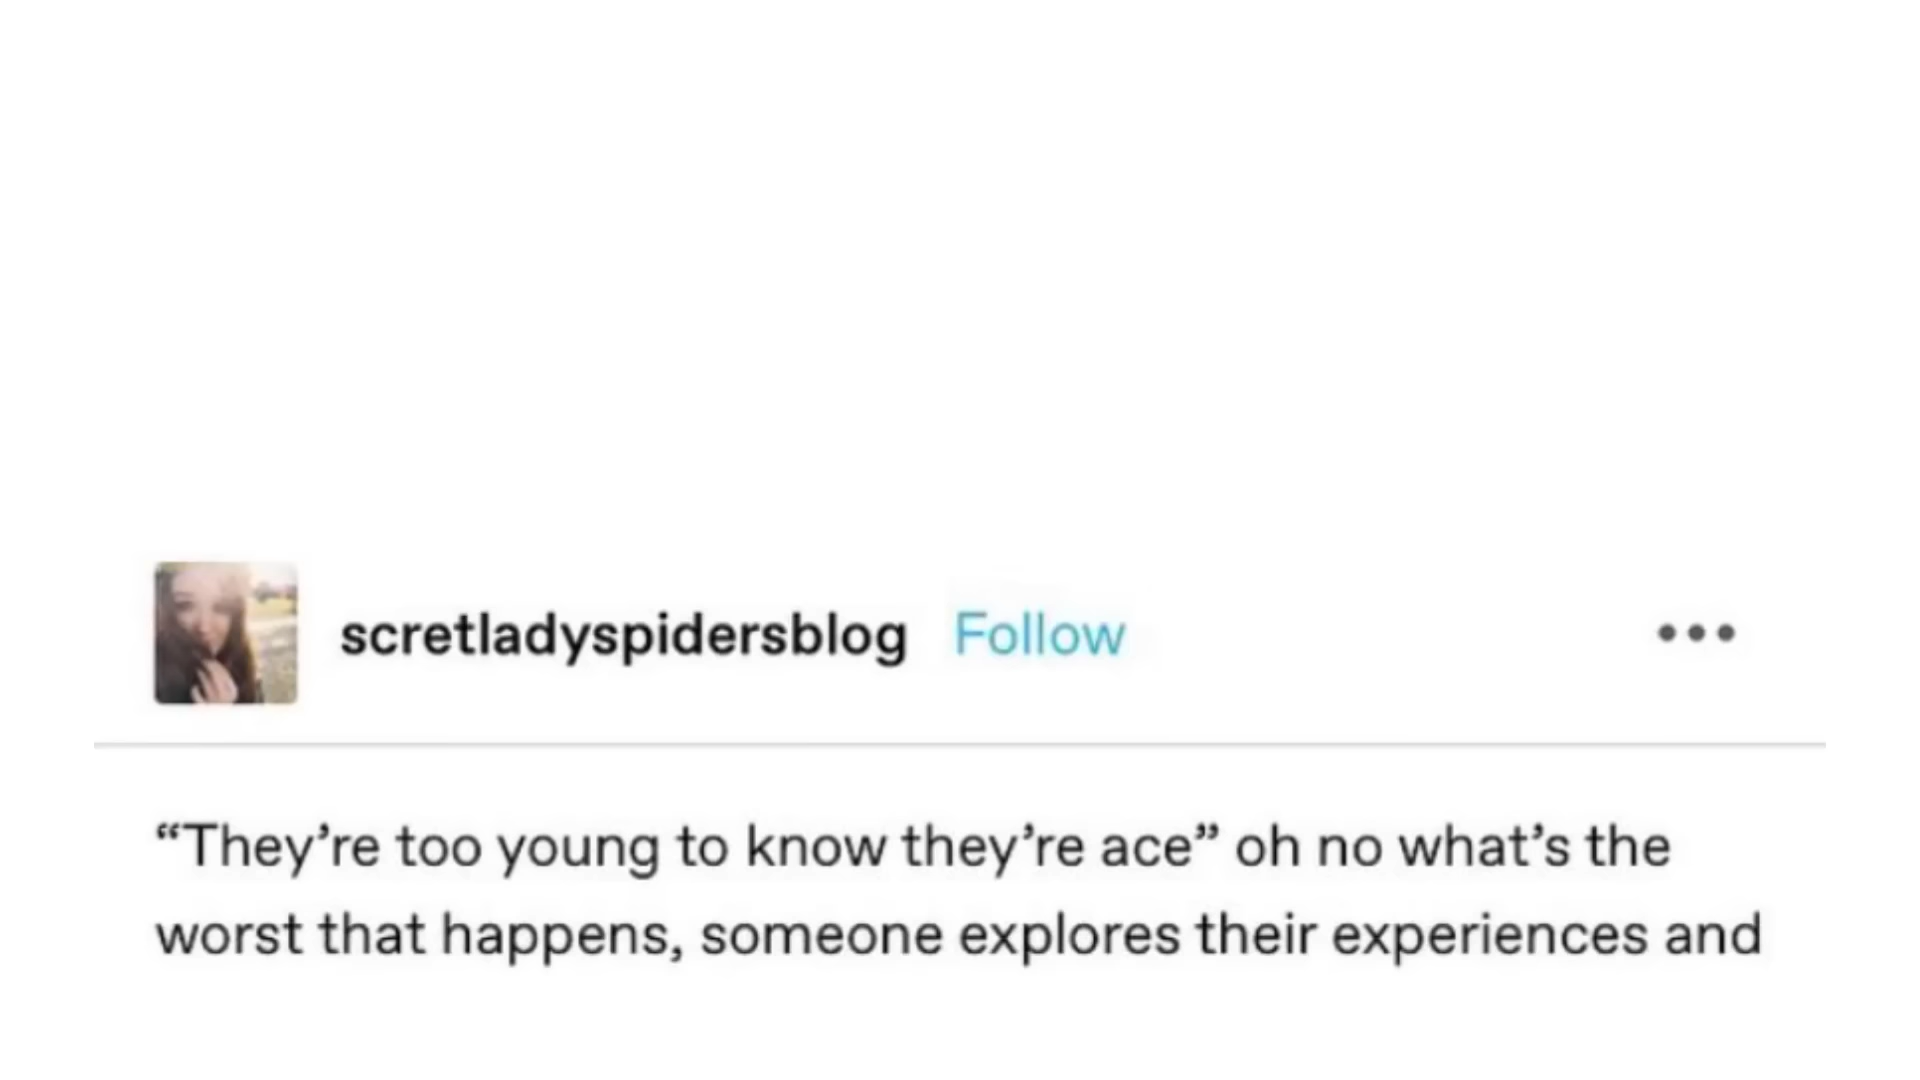 scretladyspidersblog Follow
“They’re too young to know they’re ace” oh no what’s the
worst that happens, someone explores their experiences and